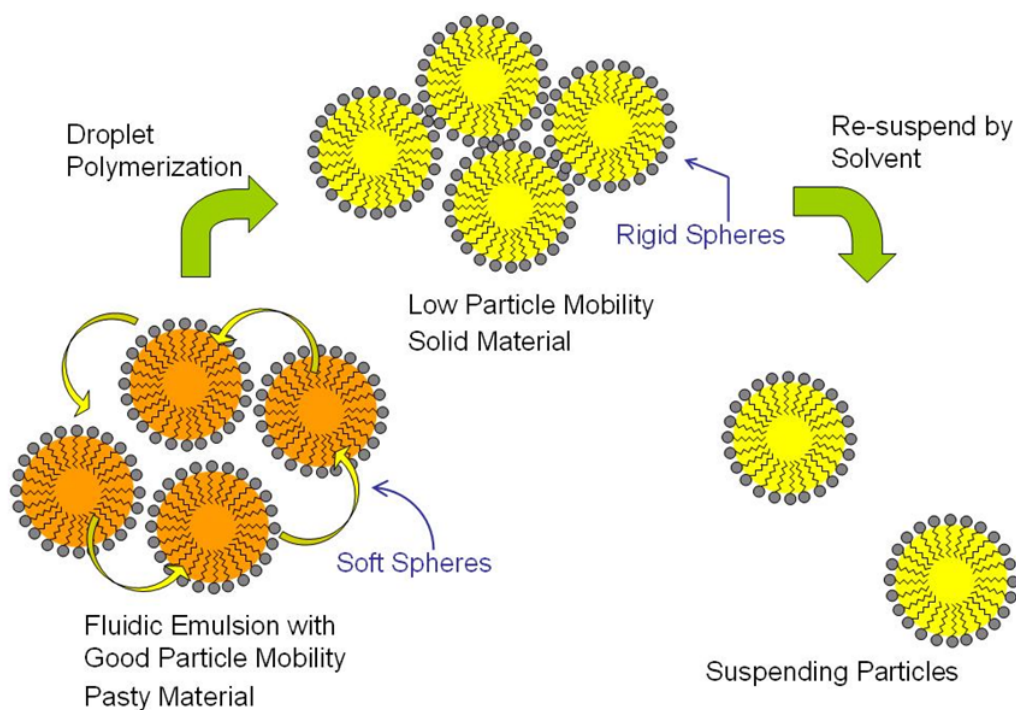 Droplet
Polymerization
Re-suspend by
Solvent
Rigid Spheres
Low Particle Mobility
Solid Material
Soft Spheres
Fluidic Emulsion with
Good Particle Mobility
Pasty Material
Suspending Particles